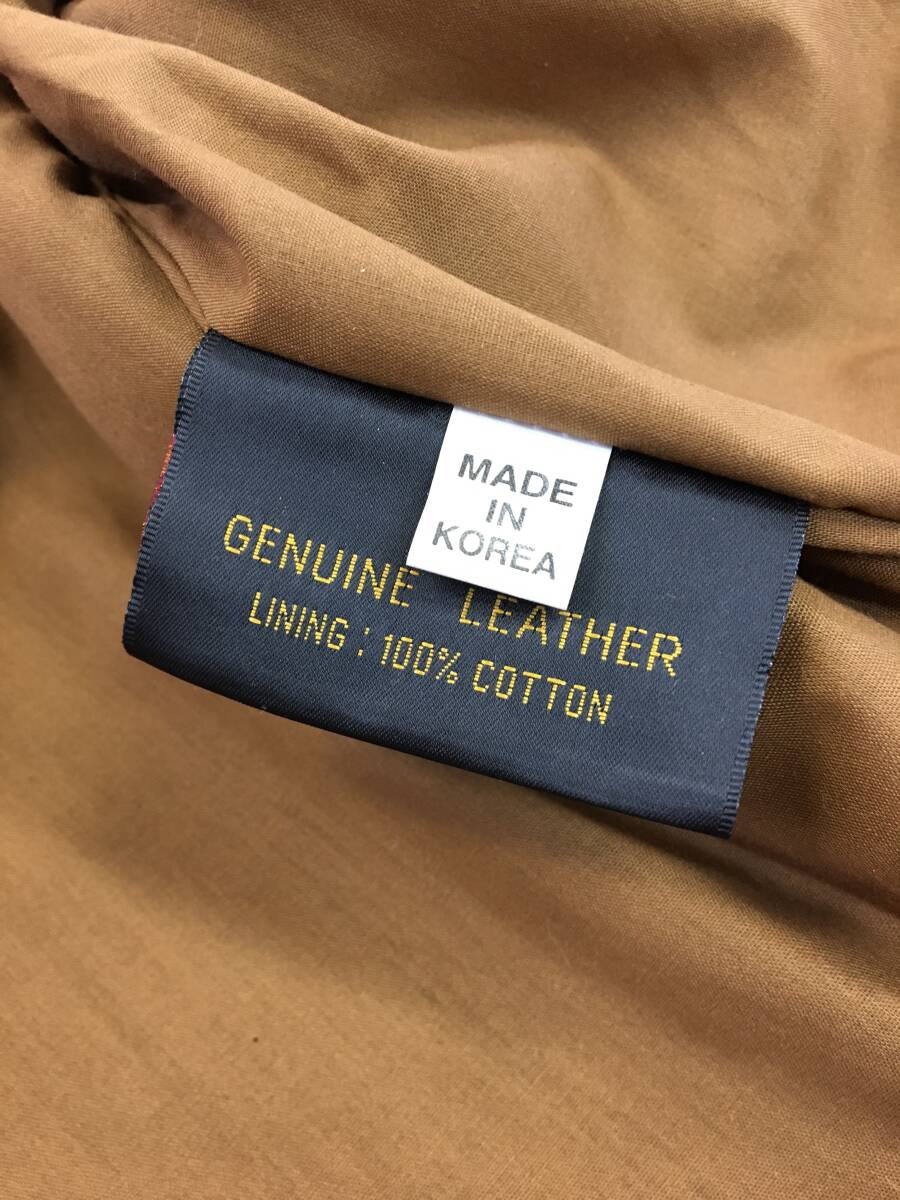 MADE
IN
KOREA
GENUINE LEATHER
LINING : 100% COTTON